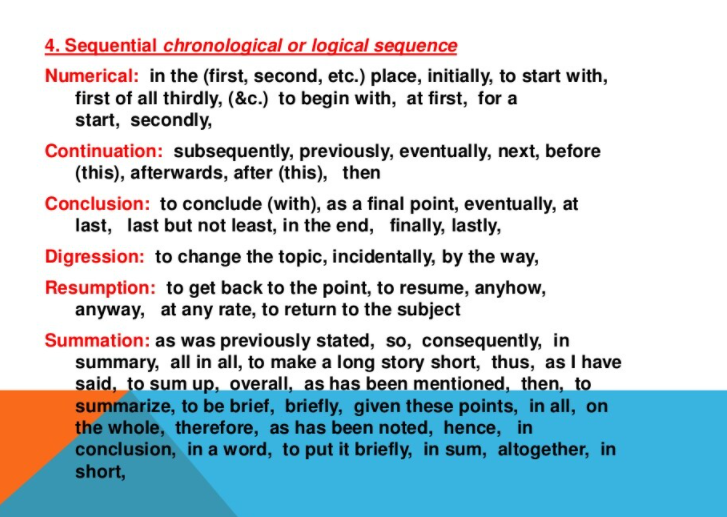 4. Sequential chronological or logical sequence
Numerical: in the (first, second, etc.) place, initially, to start with,
first of all thirdly, (&c.) to begin with, at first, for a
start, secondly,
Continuation: subsequently, previously, eventually, next, before
(this), afterwards, after (this), then
Conclusion: to conclude (with), as a final point, eventually, at
last, last but not least, in the end, finally, lastly,
Digression: to change the topic, incidentally, by the way,
Resumption: to get back to the point, to resume, anyhow,
anyway, at any rate, to return to the subject
Summation: as was previously stated, so, consequently, in
summary, all in all, to make a long story short, thus, as I have
said, to sum up, overall, as has been mentioned, then, to
summarize, to be brief, briefly, given these points, in all, on
the whole, therefore, as has been noted, hence, in
conclusion, in a word, to put it briefly, in sum, altogether, in
short,